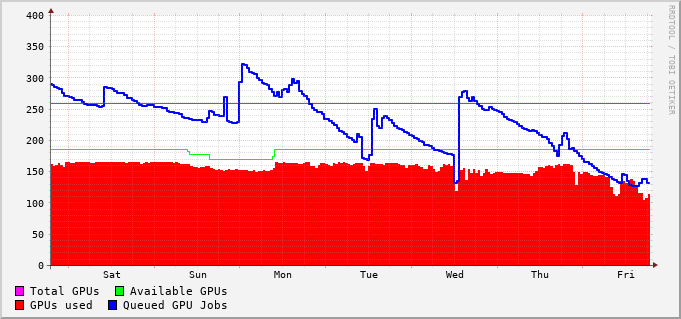 400
350
300
250
200
150
100
50
0
Sat Sun Mon Tue Wed Thu Fri
Total GPUs Available GPUs
GPUs used Queued GPU Jobs
RRDTOOL / TOBI OETIKER